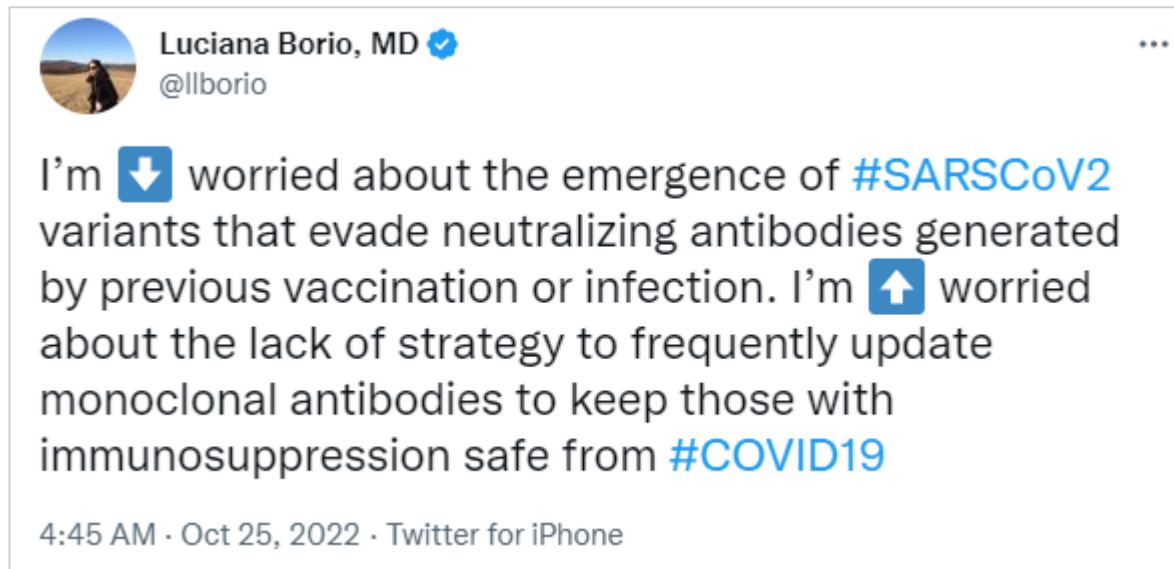 Luciana Borio, MD
@llborio
I’m ⬇️ worried about the emergence of #SARSCoV2
variants that evade neutralizing antibodies generated
by previous vaccination or infection. I’m ⬆️ worried
about the lack of strategy to frequently update
monoclonal antibodies to keep those with
immunosuppression safe from #COVID19
4:45 AM · Oct 25, 2022 · Twitter for iPhone